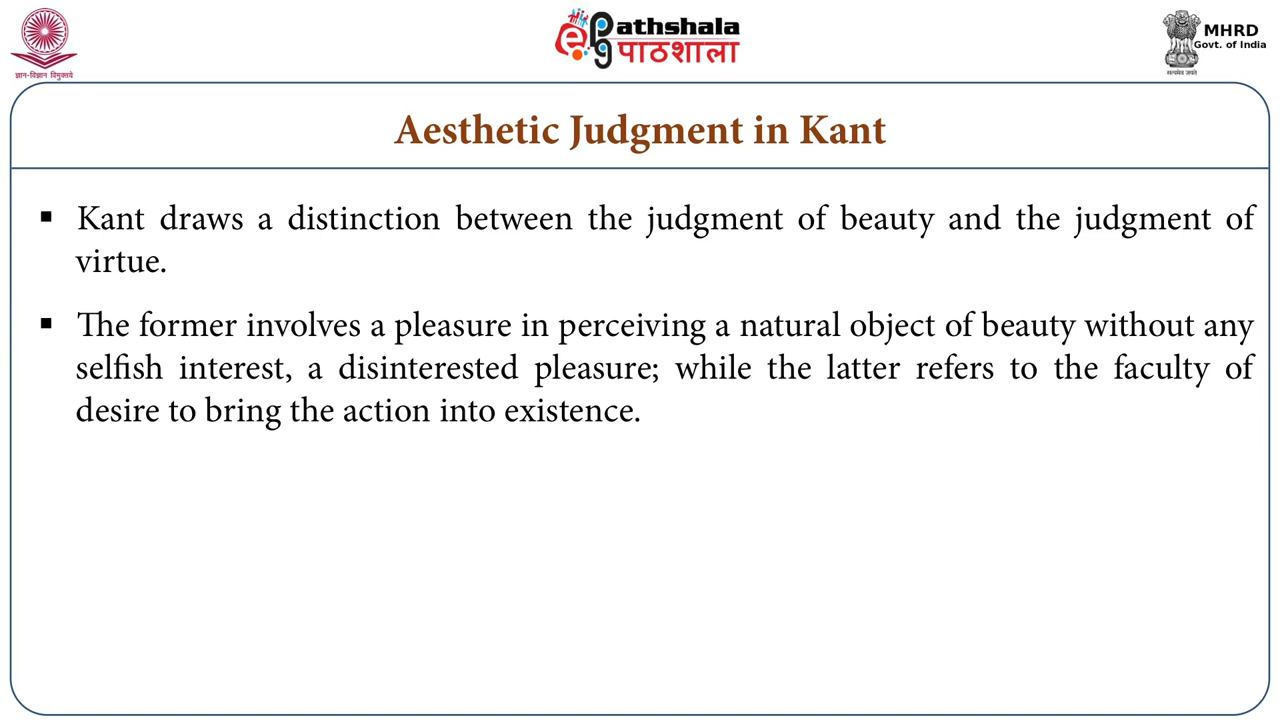 ज्ञान-विज्ञान विमुक्तये
ePG Pathshala
पाठशाला
MHRD
Govt. of India
सत्यमेव जयते
Aesthetic Judgment in Kant
▪ Kant draws a distinction between the judgment of beauty and the judgment of
virtue.
▪ The former involves a pleasure in perceiving a natural object of beauty without any
selfish interest, a disinterested pleasure; while the latter refers to the faculty of
desire to bring the action into existence.